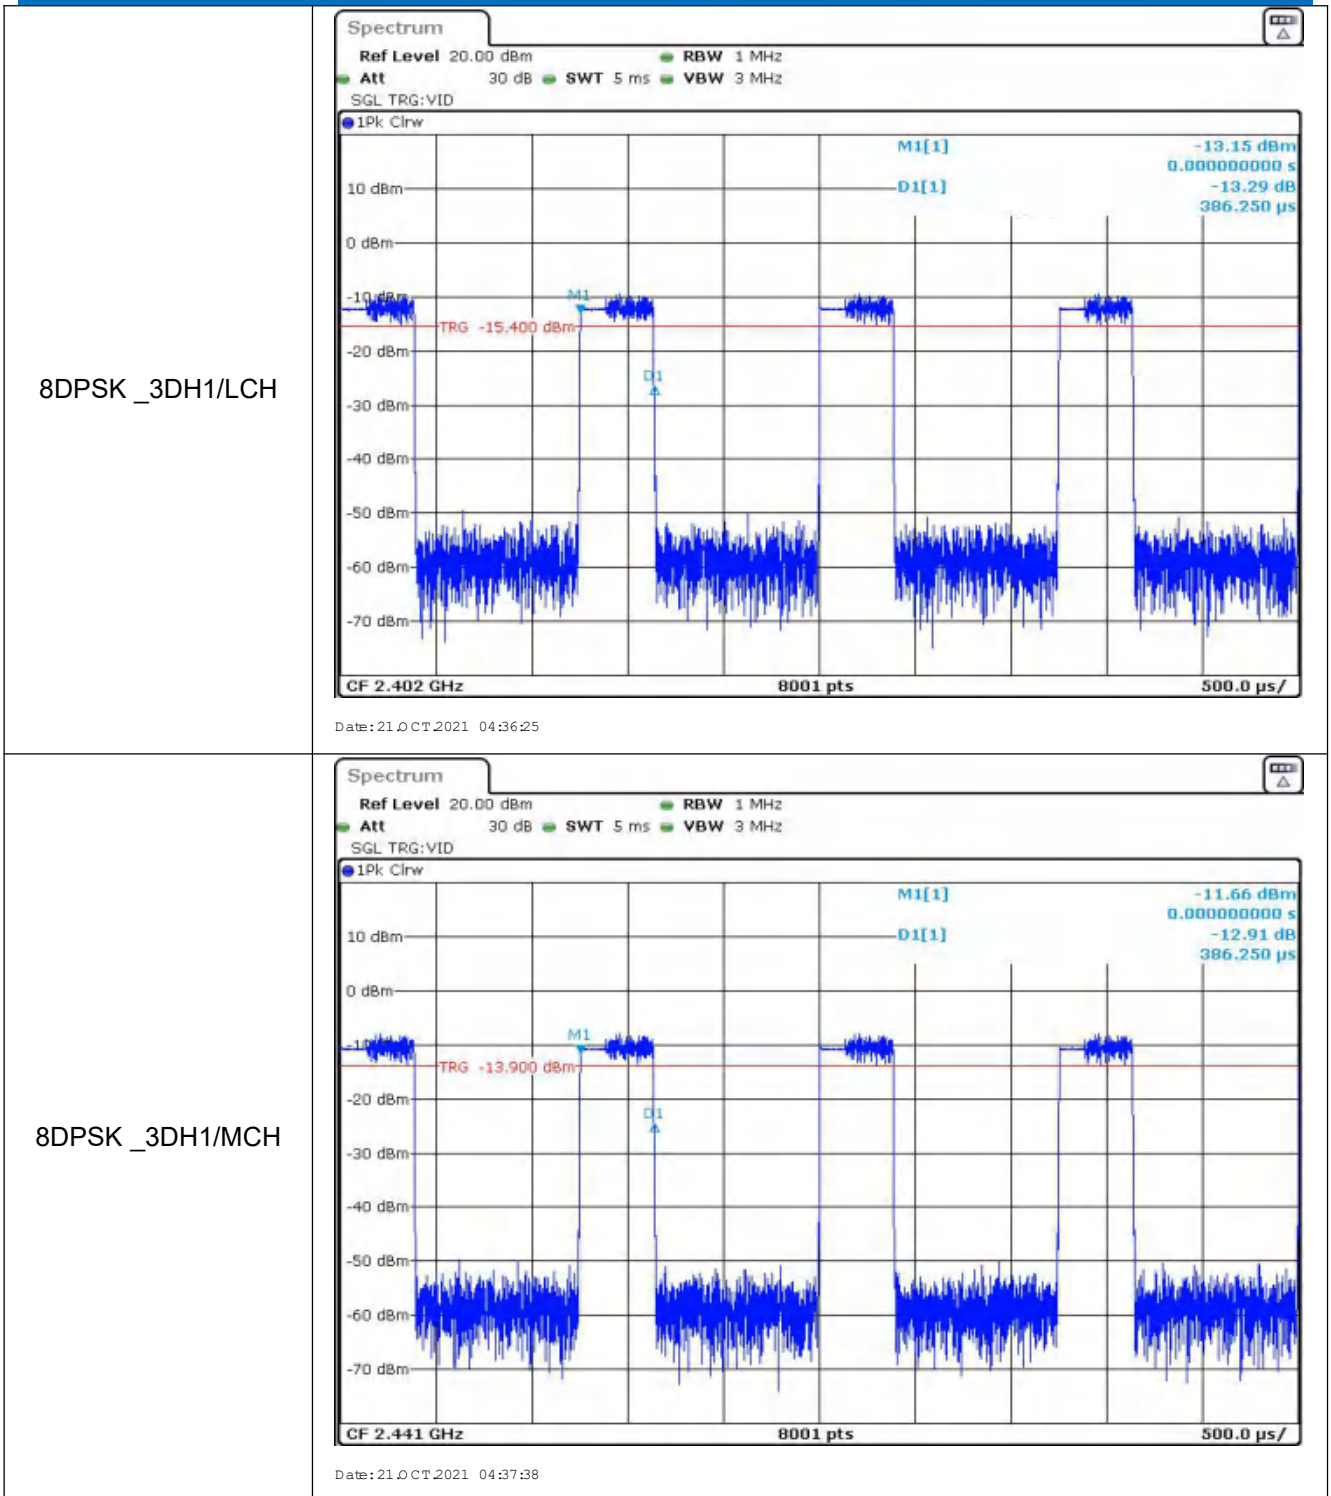 8DPSK _3DH1/LCH
Spectrum
Ref Level 20.00 dBm RBW 1 MHz
Att 30 dB SWT 5 ms VBW 3 MHz
SGL TRG:VID
1Pk Clrw
M1[1] -13.15 dBm
0.000000000 s
10 dBm D1[1] -13.29 dB
386.250 µs
0 dBm
-10 dBm M1
TRG -15.400 dBm
-20 dBm
D1
-30 dBm
-40 dBm
-50 dBm
-60 dBm
-70 dBm
CF 2.402 GHz 8001 pts 500.0 µs/
Date: 21.OCT.2021 04:36:25
8DPSK _3DH1/MCH
Spectrum
Ref Level 20.00 dBm RBW 1 MHz
Att 30 dB SWT 5 ms VBW 3 MHz
SGL TRG:VID
1Pk Clrw
M1[1] -11.66 dBm
0.000000000 s
10 dBm D1[1] -12.91 dB
386.250 µs
0 dBm
M1
-10 dBm
TRG -13.900 dBm
-20 dBm
D1
-30 dBm
-40 dBm
-50 dBm
-60 dBm
-70 dBm
CF 2.441 GHz 8001 pts 500.0 µs/
Date: 21.OCT.2021 04:37:38